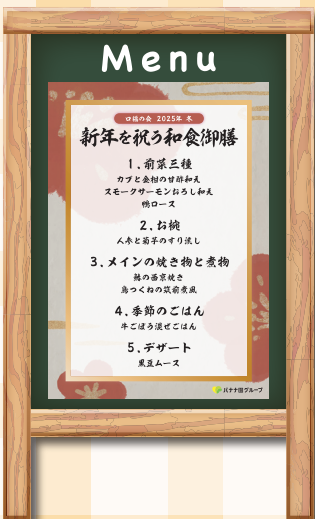 Menu
口福の会 2025年 冬
新年を祝う和食御膳
1.前菜三種
カブと金柑の甘酢和え
スモークサーモンおろし和え
鴨ロース
2.お椀
人参と菊芋のすり流し
3.メインの焼き物と煮物
鰆の西京焼き
鳥つくねの筑前煮風
4.季節のごはん
牛ごぼう混ぜごはん
5.デザート
黒豆ムース
バナナ園グループ